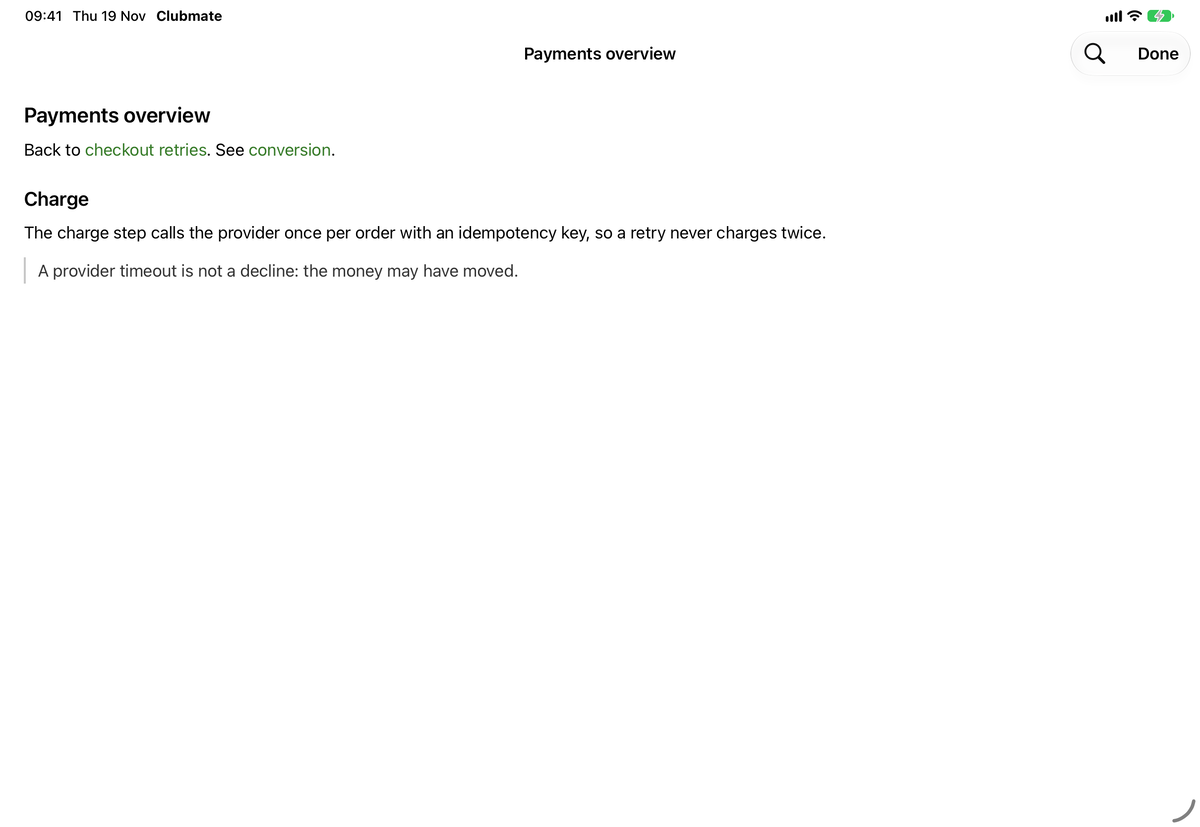 09:41 Thu 19 Nov Clubmate
Payments overview
Done
Payments overview
Back to checkout retries. See conversion.
Charge
The charge step calls the provider once per order with an idempotency key, so a retry never charges twice.
A provider timeout is not a decline: the money may have moved.